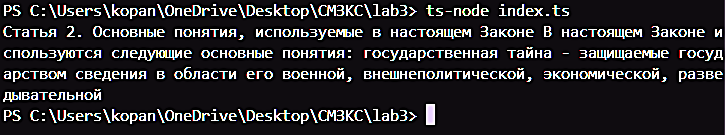 PS C:\Users\kopan\OneDrive\Desktop\СМЗКС\lab3> ts-node index.ts
Статья 2. Основные понятия, используемые в настоящем Законе В настоящем Законе и
спользуются следующие основные понятия: государственная тайна - защищаемые госуд
арством сведения в области его военной, внешнеполитической, экономической, разве
дывательной
PS C:\Users\kopan\OneDrive\Desktop\СМЗКС\lab3>